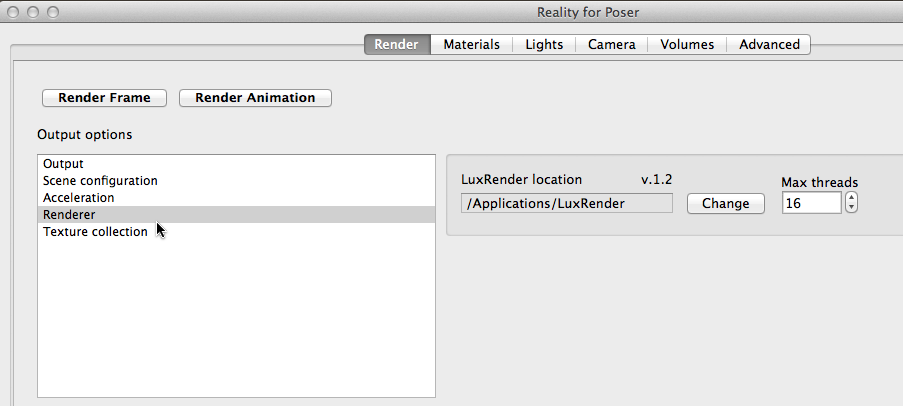 Reality for Poser
Render Materials Lights Camera Volumes Advanced
Render Frame Render Animation
Output options
Output
Scene configuration
Acceleration
Renderer
Texture collection
LuxRender location v.1.2 Max threads
/Applications/LuxRender Change 16